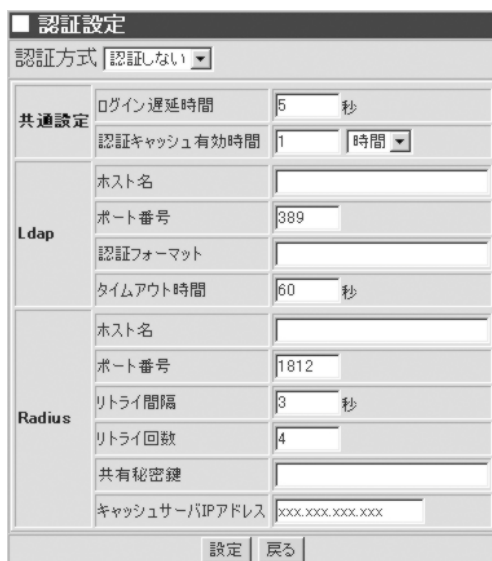 ■ 認証設定
認証方式 認証しない
共通設定
ログイン遅延時間 5 秒
認証キャッシュ有効時間 1 時間
Ldap
ホスト名
ポート番号 389
認証フォーマット
タイムアウト時間 60 秒
Radius
ホスト名
ポート番号 1812
リトライ間隔 3 秒
リトライ回数 4
共有秘密鍵
キャッシュサーバIPアドレス xxx.xxx.xxx.xxx
設定 戻る